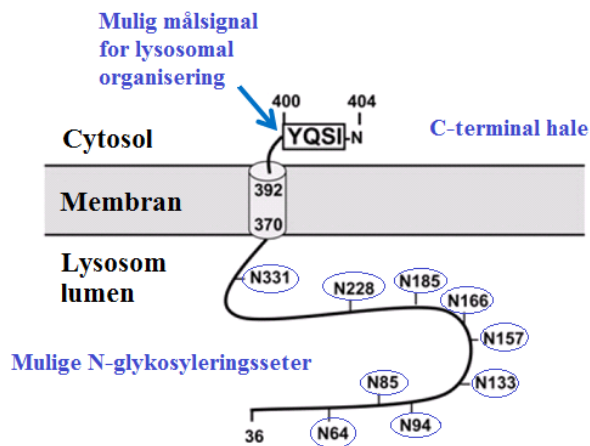 Mulig målsignal
for lysosomal
organisering
400 404
YQSI-N
C-terminal hale
Cytosol
Membran
392
370
Lysosom
lumen
N331
N228
N185
N166
N157
N133
Mulige N-glykosyleringsseter
N85
N94
N64
36